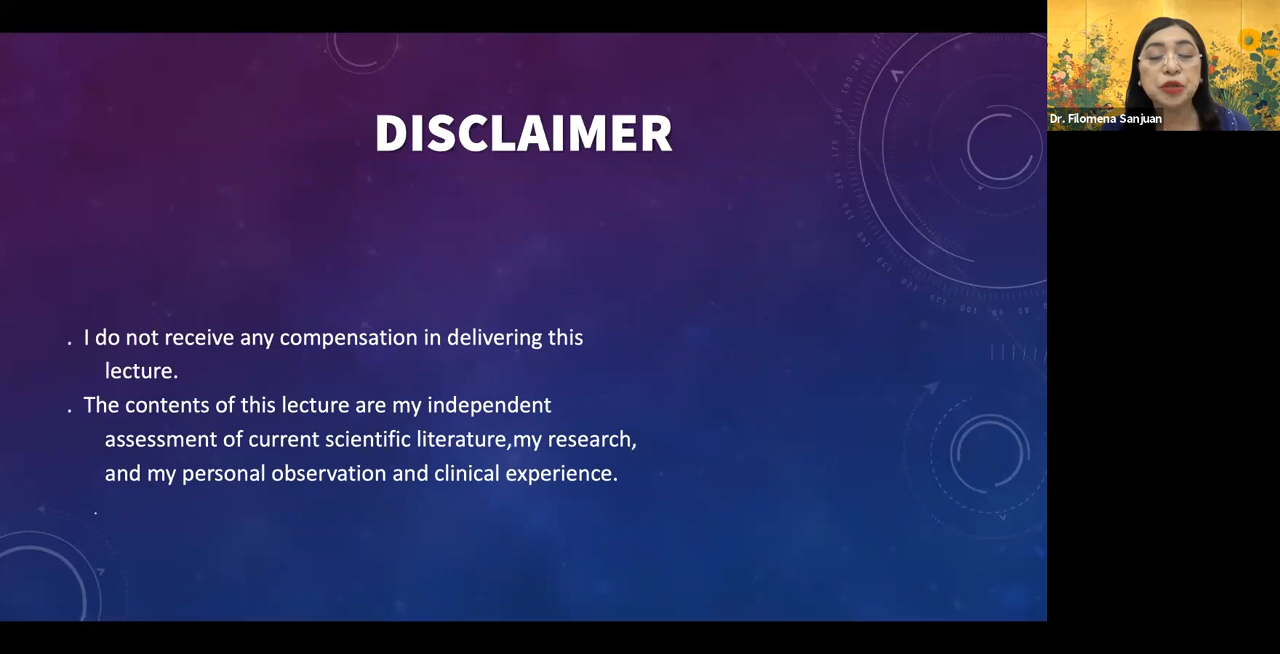 DISCLAIMER
. I do not receive any compensation in delivering this
lecture.
. The contents of this lecture are my independent
assessment of current scientific literature,my research,
and my personal observation and clinical experience.
.
Dr. Filomena Sanjuan